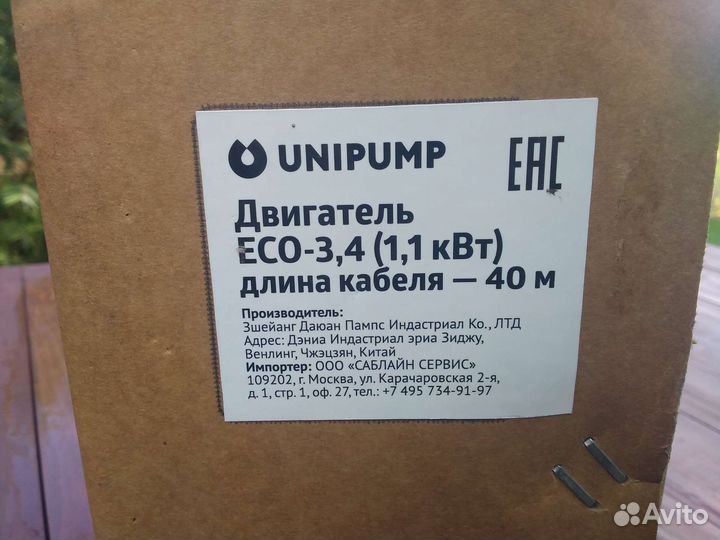 UNIPUMP
EAC
Двигатель
ECO-3,4 (1,1 кВт)
длина кабеля — 40 м
Производитель:
Зшейанг Даюан Пампс Индастриал Ко., ЛТД
Адрес: Дэниа Индастриал эриа Зиджу,
Венлинг, Чжэцзян, Китай
Импортер: ООО «САБЛАЙН СЕРВИС»
109202, г. Москва, ул. Карачаровская 2-я,
д. 1, стр. 1, оф. 27, тел.: +7 495 734-91-97
Avito